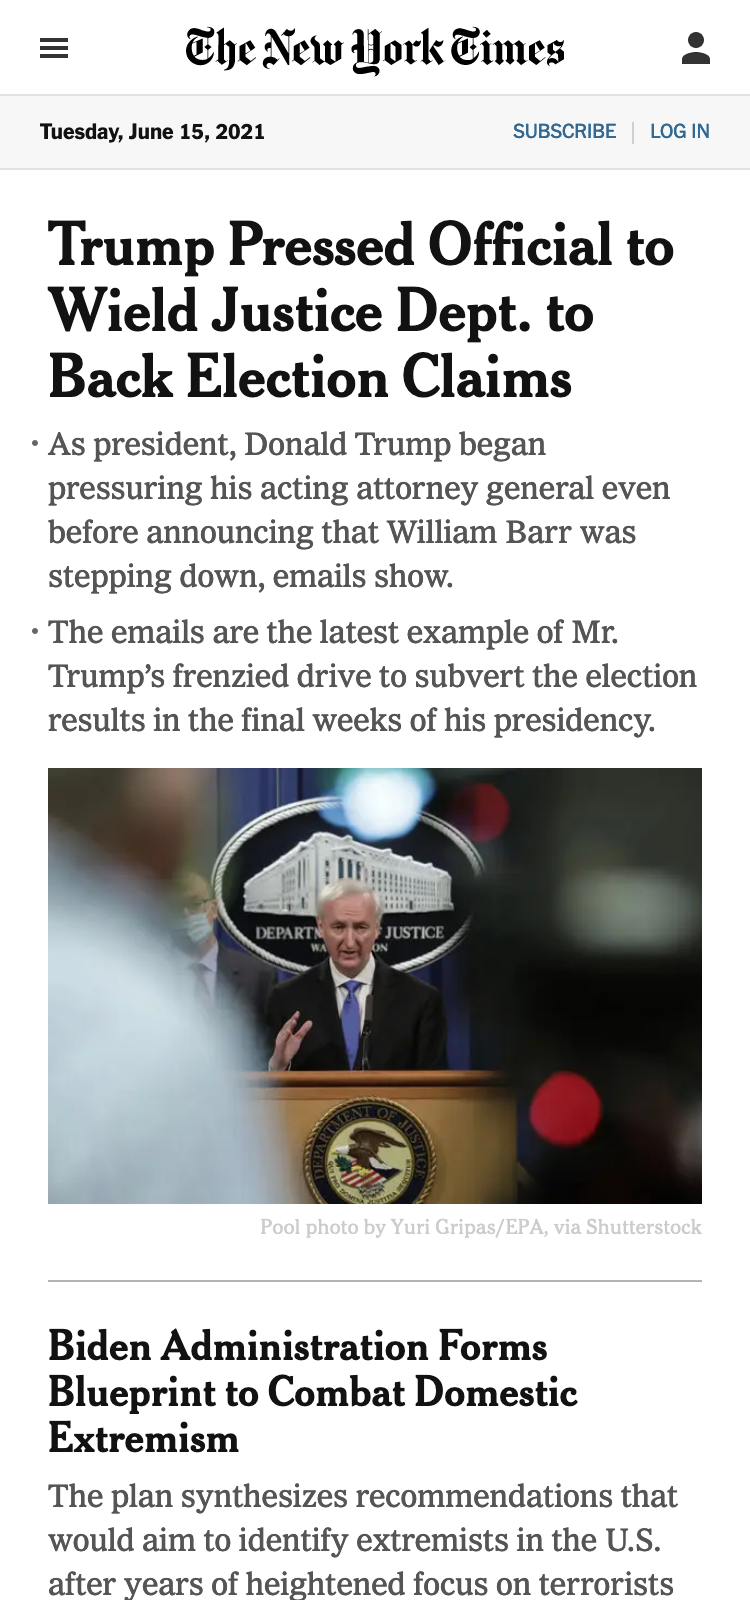 The New York Times
Tuesday, June 15, 2021
SUBSCRIBE | LOG IN
Trump Pressed Official to
Wield Justice Dept. to
Back Election Claims
• As president, Donald Trump began
pressuring his acting attorney general even
before announcing that William Barr was
stepping down, emails show.
• The emails are the latest example of Mr.
Trump’s frenzied drive to subvert the election
results in the final weeks of his presidency.
JUSTICE
DEPARTMENT OF JUSTICE
Pool photo by Yuri Gripas/EPA, via Shutterstock
Biden Administration Forms
Blueprint to Combat Domestic
Extremism
The plan synthesizes recommendations that
would aim to identify extremists in the U.S.
after years of heightened focus on terrorists